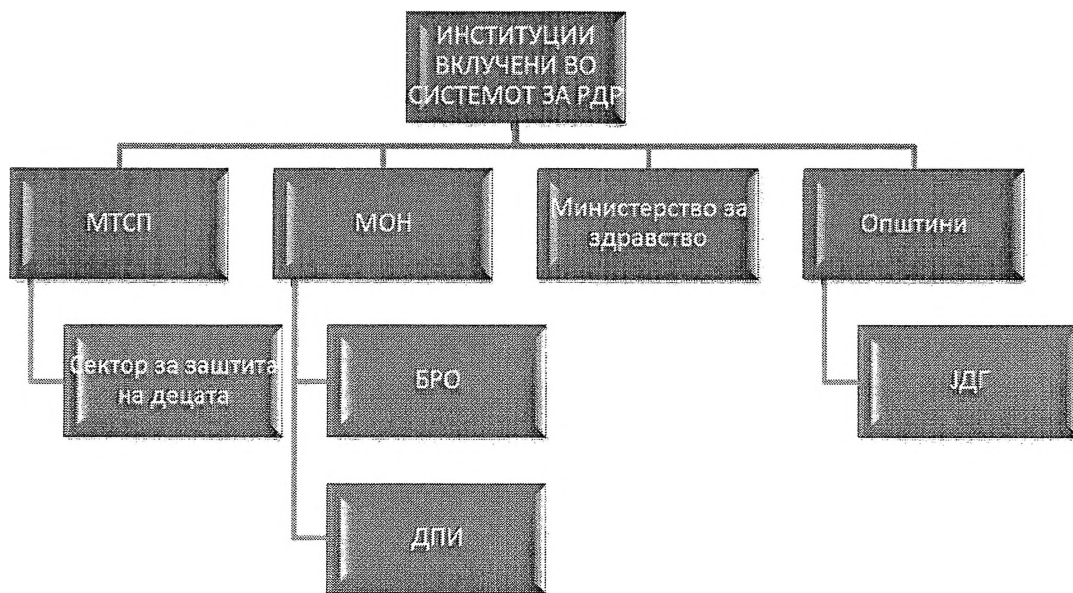 ИНСТИТУЦИИ
ВКЛУЧЕНИ ВО
СИСТЕМОТ ЗА РДР
МТСП
МОН
Министерство за
здравство
Општини
Сектор за заштита
на децата
БРО
ЈДГ
ДПИ